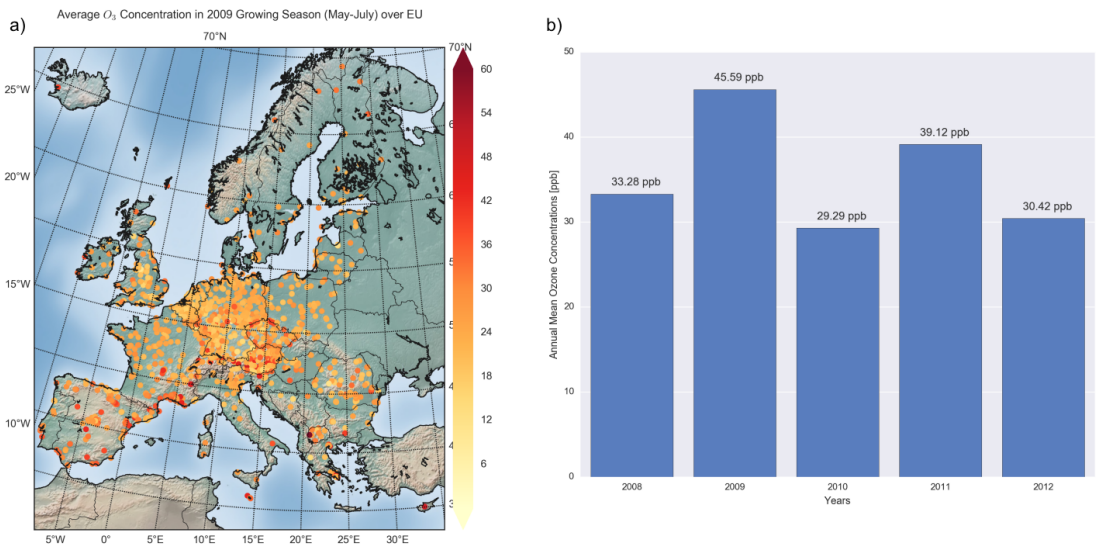 a)
Average O₃ Concentration in 2009 Growing Season (May-July) over EU
70°N
70°N
25°W
20°W
15°W
10°W
5°W
0°
5°E
10°E
15°E
20°E
25°E
30°E
60
54
48
42
36
30
24
18
12
6
b)
Annual Mean Ozone Concentrations [ppb]
50
40
30
20
10
0
33.28 ppb
45.59 ppb
29.29 ppb
39.12 ppb
30.42 ppb
2008
2009
2010
2011
2012
Years